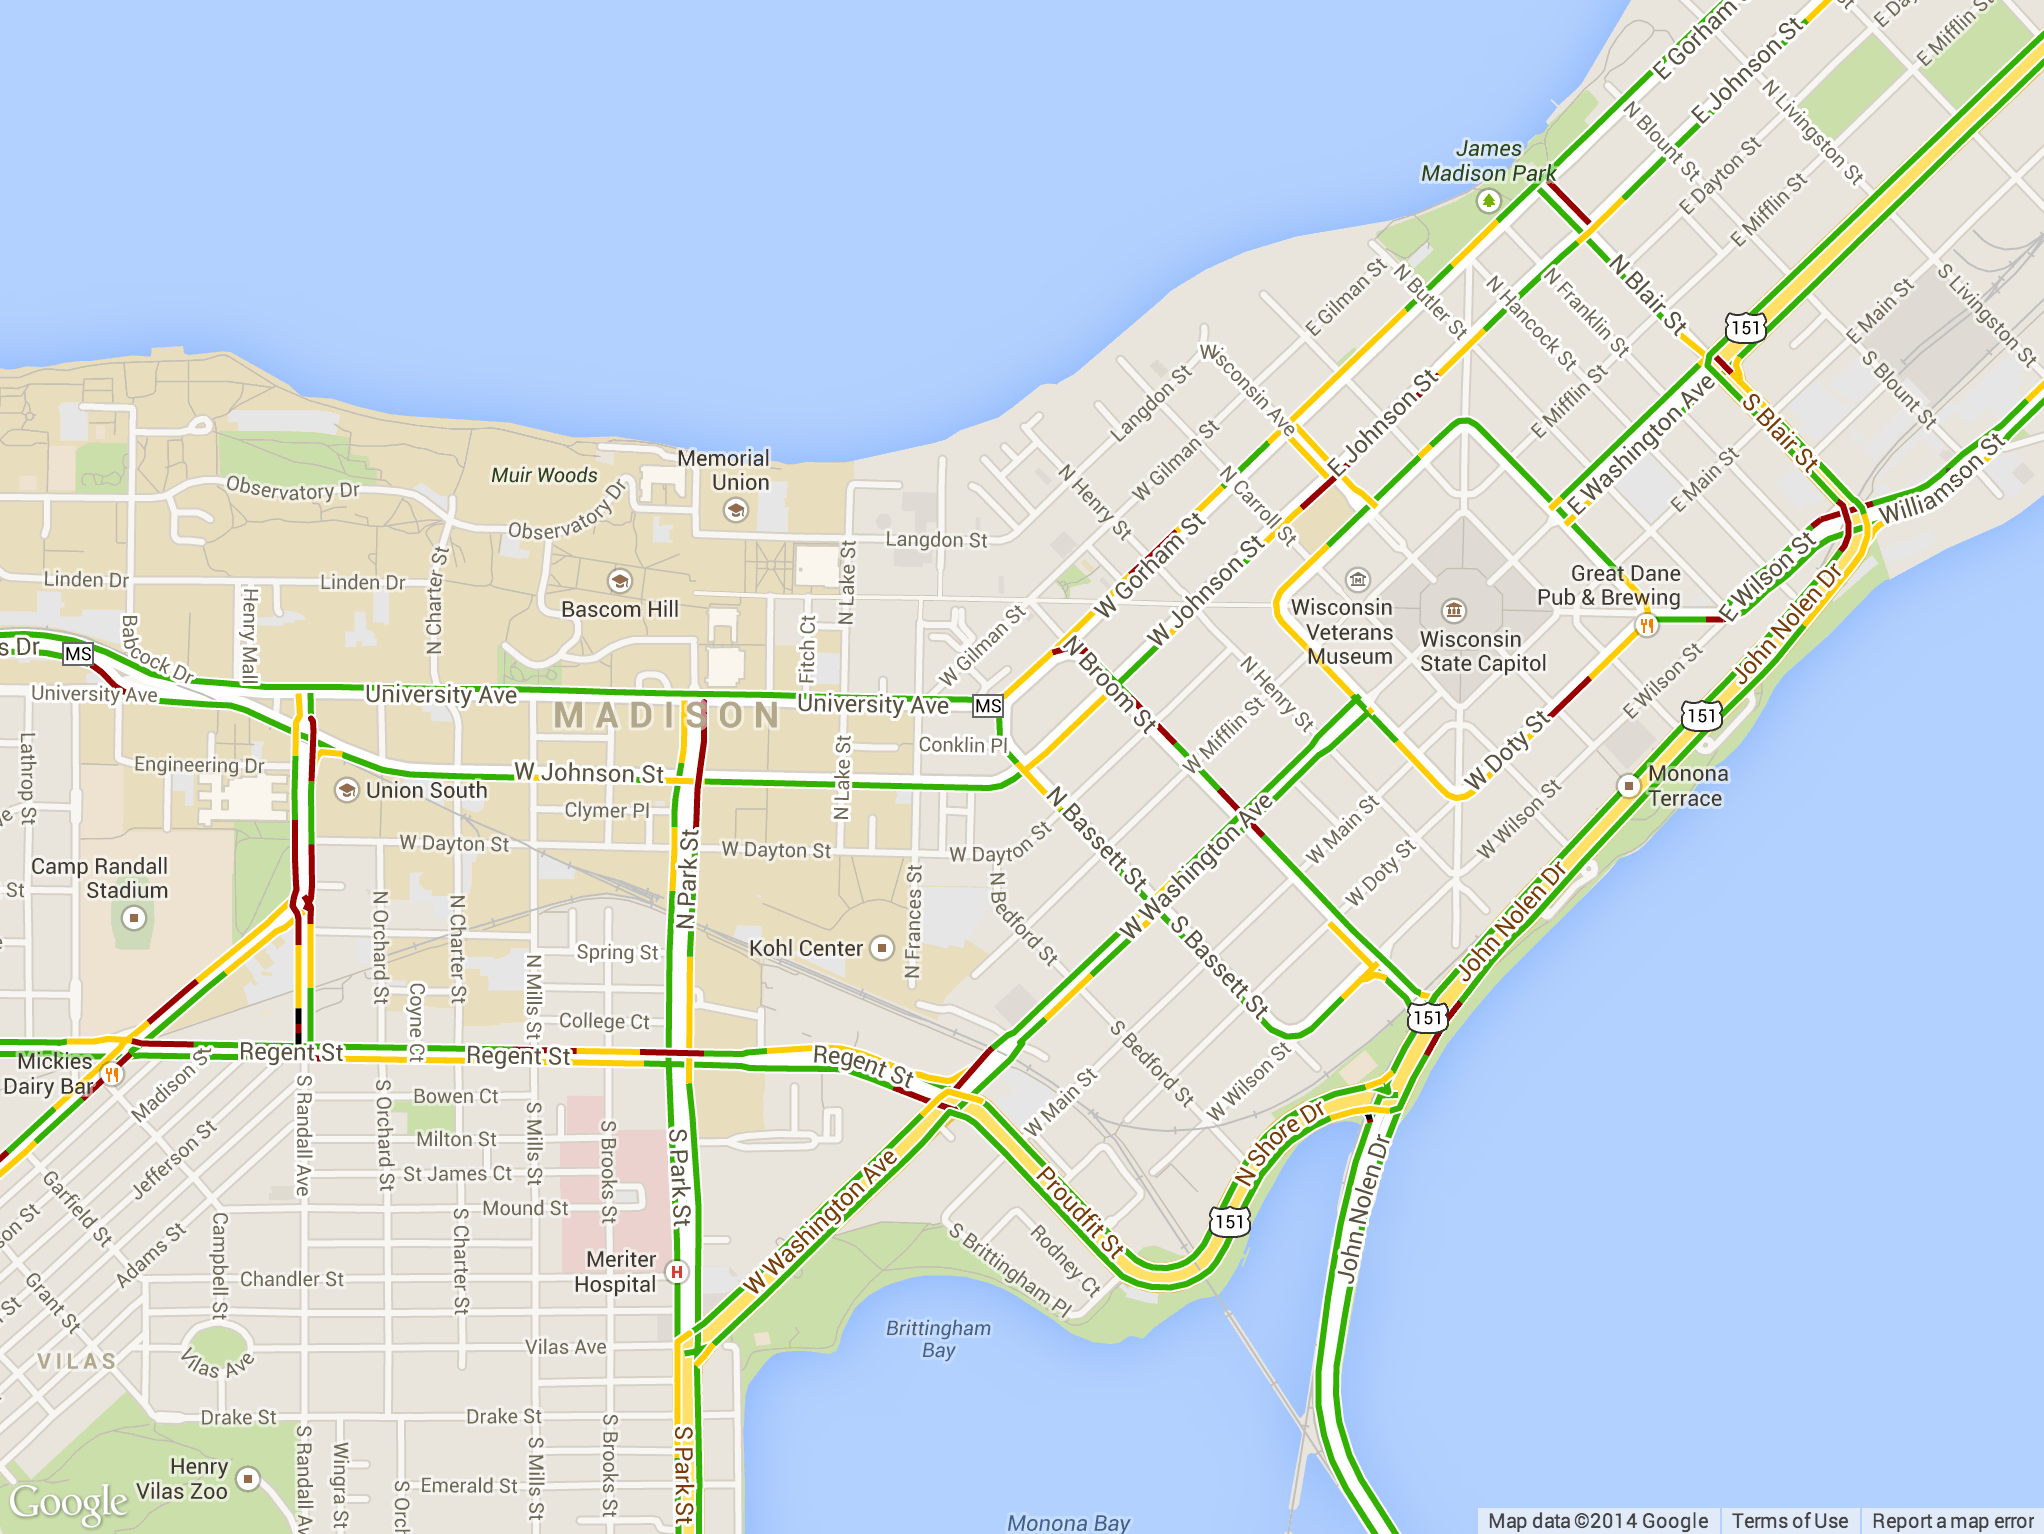 E Gorham S
E Johnson St
E Day
St
E Mifflin St
N Livingston St
N Blount St
E Dayton St
E Mifflin St
James
Madison Park
N Blair St
S Livingston St
E Main St
S Blount St
151
N Butler St
N Hancock St
N Franklin St
E Gilman St
Wisconsin Ave
Langdon St
E Johnson St
E Mifflin St
E Washington Ave
E Washington Ave
S Blair St
E Main St
Williamson St
Memorial
Union
Muir Woods
Observatory Dr
Observatory Dr
W Gilman St
N Henry St
N Carroll St
Langdon St
N Lake St
W Gorham St
W Johnson St
Linden Dr
Linden Dr
Henry Mall
N Charter St
Babcock Dr
Bascom Hill
Fitch Ct
W Gilman St
Wisconsin
Veterans
Museum
Wisconsin
State Capitol
Great Dane
Pub & Brewing
E Wilson St
John Nolen Dr
E Wilson St
s Dr
MS
University Ave
University Ave
University Ave
MS
MADISON
N Broom St
N Henry St
W Mifflin St
W Doty St
151
Conklin Pl
Lathrop St
Engineering Dr
Union South
W Johnson St
Clymer Pl
N Lake St
W Dayton St
W Dayton St
W Dayton St
N Bassett St
W Washington Ave
W Main St
W Doty St
W Wilson St
Monona
Terrace
ve
St
Camp Randall
Stadium
N Orchard St
N Charter St
N Park St
N Frances St
N Bedford St
W Washington Ave
S Bassett St
John Nolen Dr
Kohl Center
Spring St
N Mills St
Coyne Ct
College Ct
151
Regent St
Regent St
Regent St
Mickies
Dairy Bar
Madison St
S Randall Ave
S Orchard St
Bowen Ct
S Mills St
Milton St
S Brooks St
S Park St
St James Ct
Mound St
Jefferson St
Garfield St
Adams St
Campbell St
Grant St
son St
St
S Charter St
Chandler St
Meriter
Hospital
H
W Washington Ave
Proudfit St
W Main St
S Bedford St
W Wilson St
N Shore Dr
151
John Nolen Dr
S Brittingham Pl
Rodney Ct
Brittingham
Bay
Vilas Ave
VILAS
Vilas Ave
Drake St
Drake St
S Randall Av
Wingra St
S Orc
S Mills St
S Brooks St
S Park St
Emerald St
Henry
Vilas Zoo
Google
Monona Bay
Map data ©2014 Google
Terms of Use
Report a map error